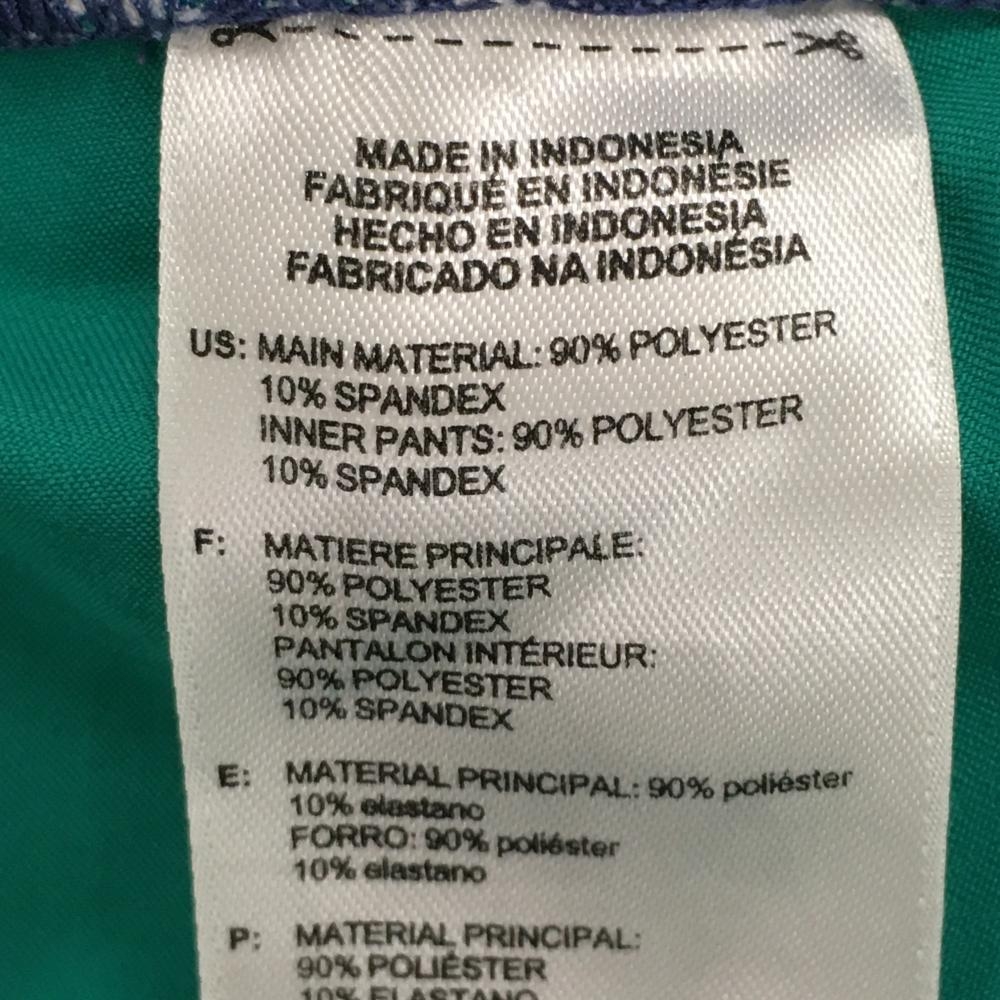 MADE IN INDONESIA
FABRIQUÉ EN INDONÉSIE
HECHO EN INDONESIA
FABRICADO NA INDONÉSIA
US: MAIN MATERIAL: 90% POLYESTER
10% SPANDEX
INNER PANTS: 90% POLYESTER
10% SPANDEX
F: MATIERE PRINCIPALE:
90% POLYESTER
10% SPANDEX
PANTALON INTÉRIEUR:
90% POLYESTER
10% SPANDEX
E: MATERIAL PRINCIPAL: 90% poliéster
10% elastano
FORRO: 90% poliéster
10% elastano
P: MATERIAL PRINCIPAL:
90% POLIÉSTER
10% ELASTANO